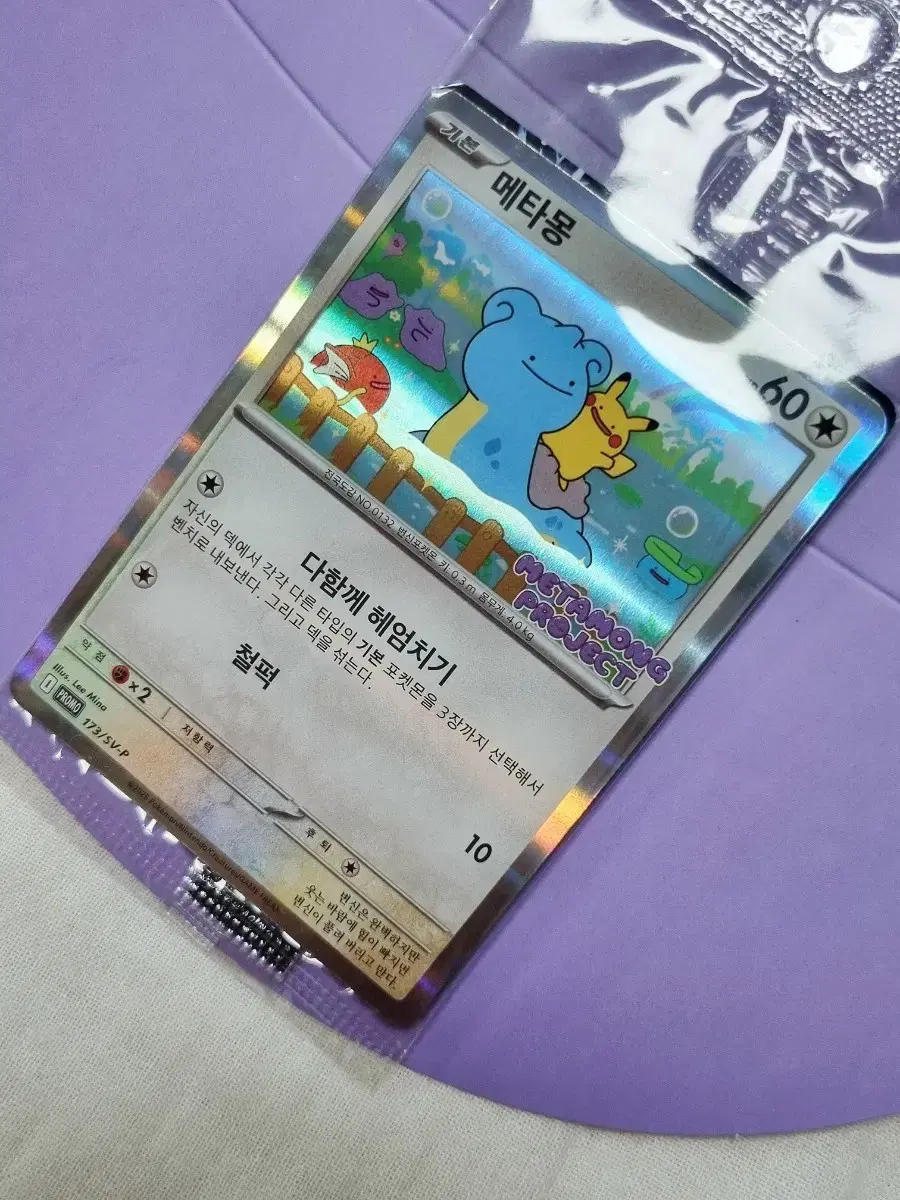 기본
메타몽
60
METAMONG
PROJECT
전국도감 NO.0132 변신포켓몬 키: 0.3 m 몸무게: 4.0 kg
다함께 헤엄치기
자신의 덱에서 각각 다른 타입의 기본 포켓몬을 3장까지 선택해서
벤치로 내보낸다. 그리고 덱을 섞는다.
철퍽
10
약점
×2
저항력
후퇴
Illus. Lee Mina
I
PROMO
173/SV-P
변신은 완벽하지만
웃는 바람에 힘이 빠지면
변신이 풀려 버리고 만다.